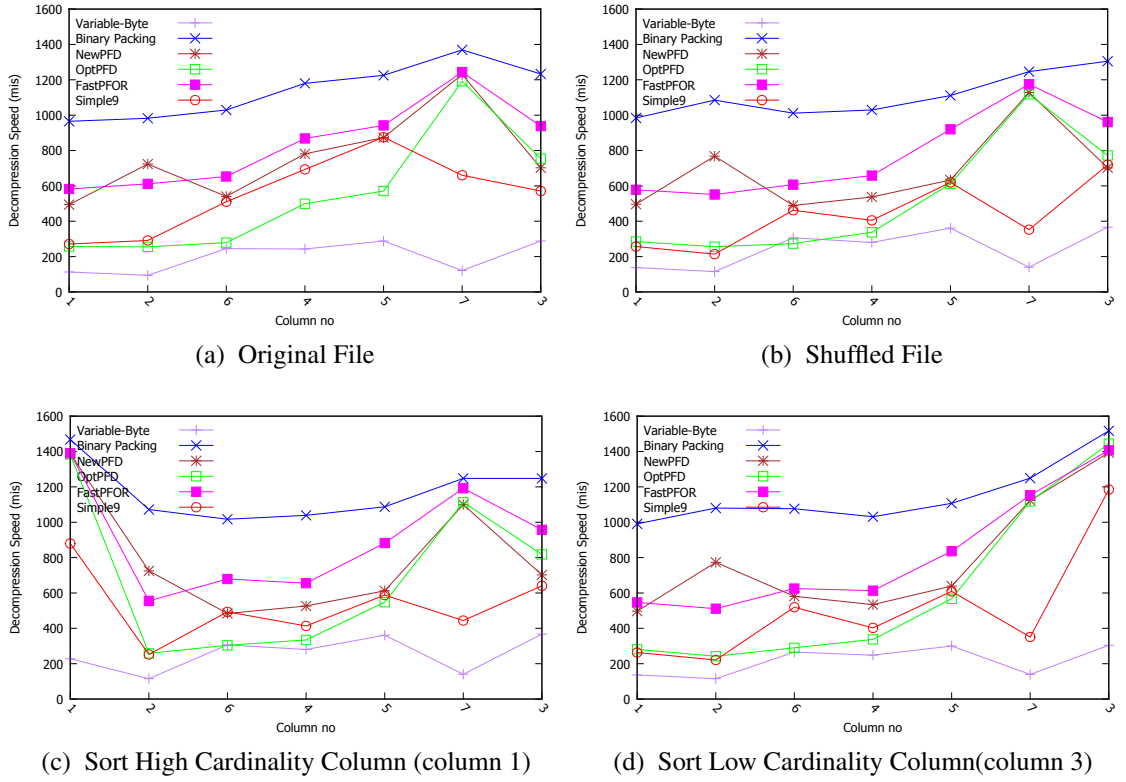 1600
1400
1200
1000
800
600
400
200
0
Decompression Speed (mis)
Variable-Byte
Binary Packing
NewPFD
OptPFD
FastPFOR
Simple9
1 2 6 4 5 7 3
Column no
(a) Original File
1600
1400
1200
1000
800
600
400
200
0
Decompression Speed (mis)
Variable-Byte
Binary Packing
NewPFD
OptPFD
FastPFOR
Simple9
1 2 6 4 5 7 3
Column no
(b) Shuffled File
1600
1400
1200
1000
800
600
400
200
0
Decompression Speed (mis)
Variable-Byte
Binary Packing
NewPFD
OptPFD
FastPFOR
Simple9
1 2 6 4 5 7 3
Column no
(c) Sort High Cardinality Column (column 1)
1600
1400
1200
1000
800
600
400
200
0
Decompression Speed (mis)
Variable-Byte
Binary Packing
NewPFD
OptPFD
FastPFOR
Simple9
1 2 6 4 5 7 3
Column no
(d) Sort Low Cardinality Column(column 3)